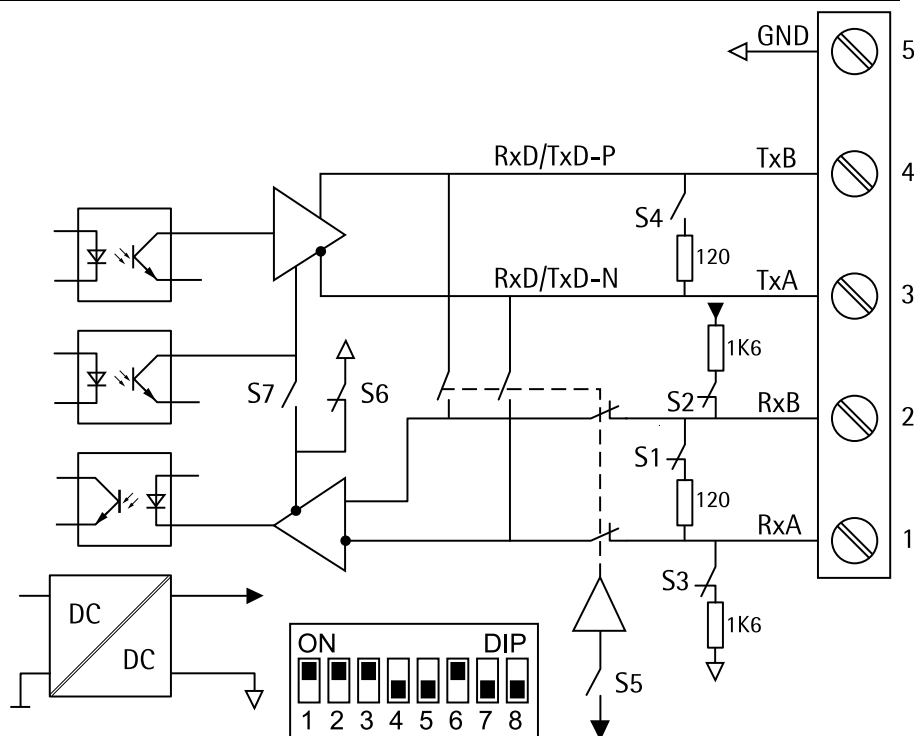 GND
5
RxD/TxD-P
TxB
4
S4
120
RxD/TxD-N
TxA
3
1K6
S7
S6
S2
RxB
2
S1
120
RxA
1
S3
1K6
DC
DC
ON DIP
1 2 3 4 5 6 7 8
S5